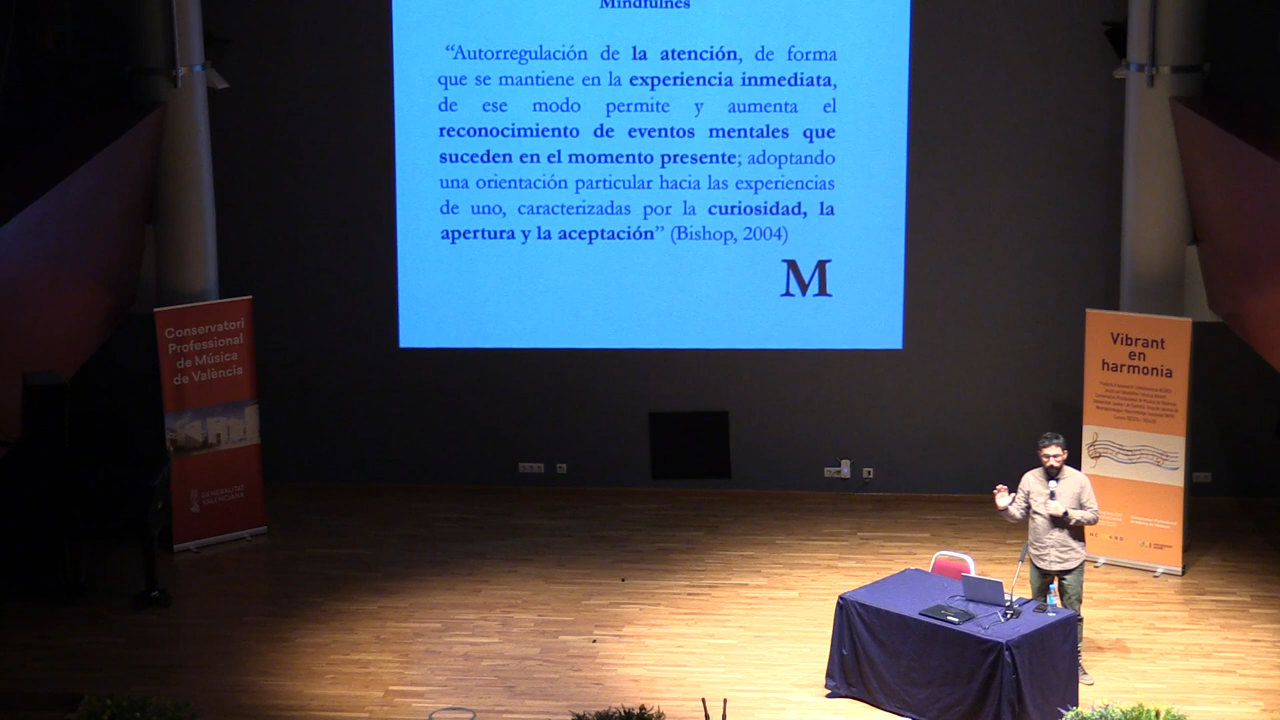 Mindfulnes
“Autorregulación de la atención, de forma
que se mantiene en la experiencia inmediata,
de ese modo permite y aumenta el
reconocimiento de eventos mentales que
suceden en el momento presente; adoptando
una orientación particular hacia las experiencias
de uno, caracterizadas por la curiosidad, la
apertura y la aceptación” (Bishop, 2004)
M
Conservatori
Professional
de Música
de València
GENERALITAT
VALENCIANA
Vibrant
en
harmonia